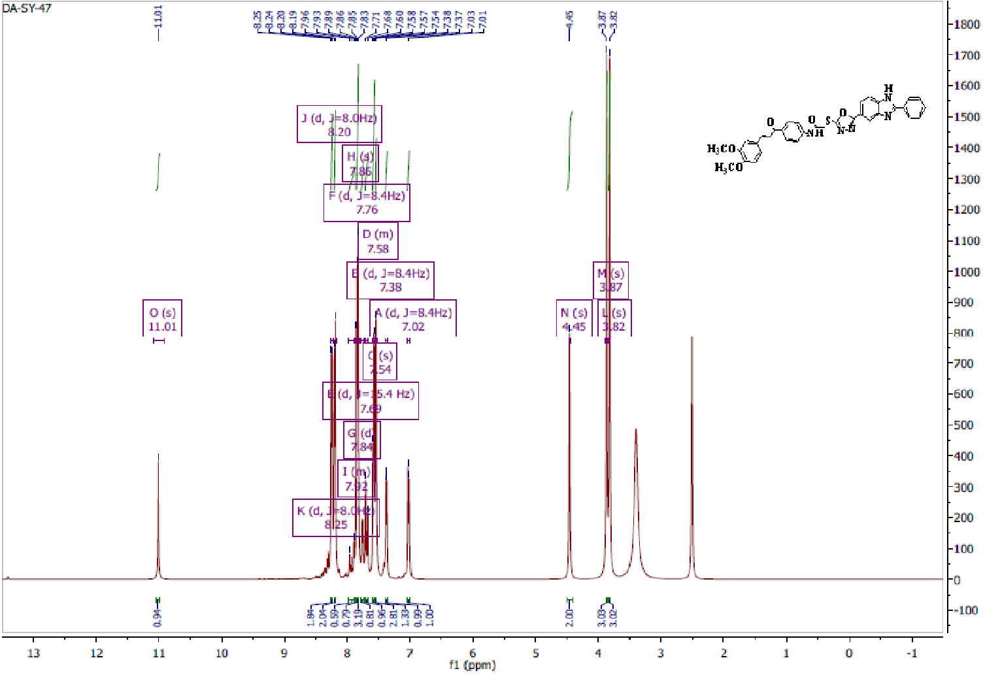 DA-SY-47
11.01
8.25
8.24
8.20
8.19
7.96
7.93
7.89
7.86
7.85
7.83
7.71
7.68
7.60
7.58
7.57
7.54
7.38
7.37
7.03
7.01
4.45
3.87
3.82
J (d, J=8.0Hz)
8.20
H (s)
7.86
F (d, J=8.4Hz)
7.76
D (m)
7.58
B (d, J=8.4Hz)
7.38
M (s)
3.87
O (s)
11.01
A (d, J=8.4Hz)
7.02
N (s)
4.45
L (s)
3.82
C (s)
7.54
E (d, J=15.4 Hz)
7.69
G (d)
7.84
I (m)
7.92
K (d, J=8.0Hz)
8.25
H
N
N
O
N-N
S
O
NH
O
H₃CO
H₃CO
1800
1700
1600
1500
1400
1300
1200
1100
1000
900
800
700
600
500
400
300
200
100
0
-100
0.94
1.84
2.04
0.59
0.79
3.19
0.81
0.96
2.81
1.33
0.99
1.00
2.00
3.03
3.02
13 12 11 10 9 8 7 6 5 4 3 2 1 0 -1
f1 (ppm)